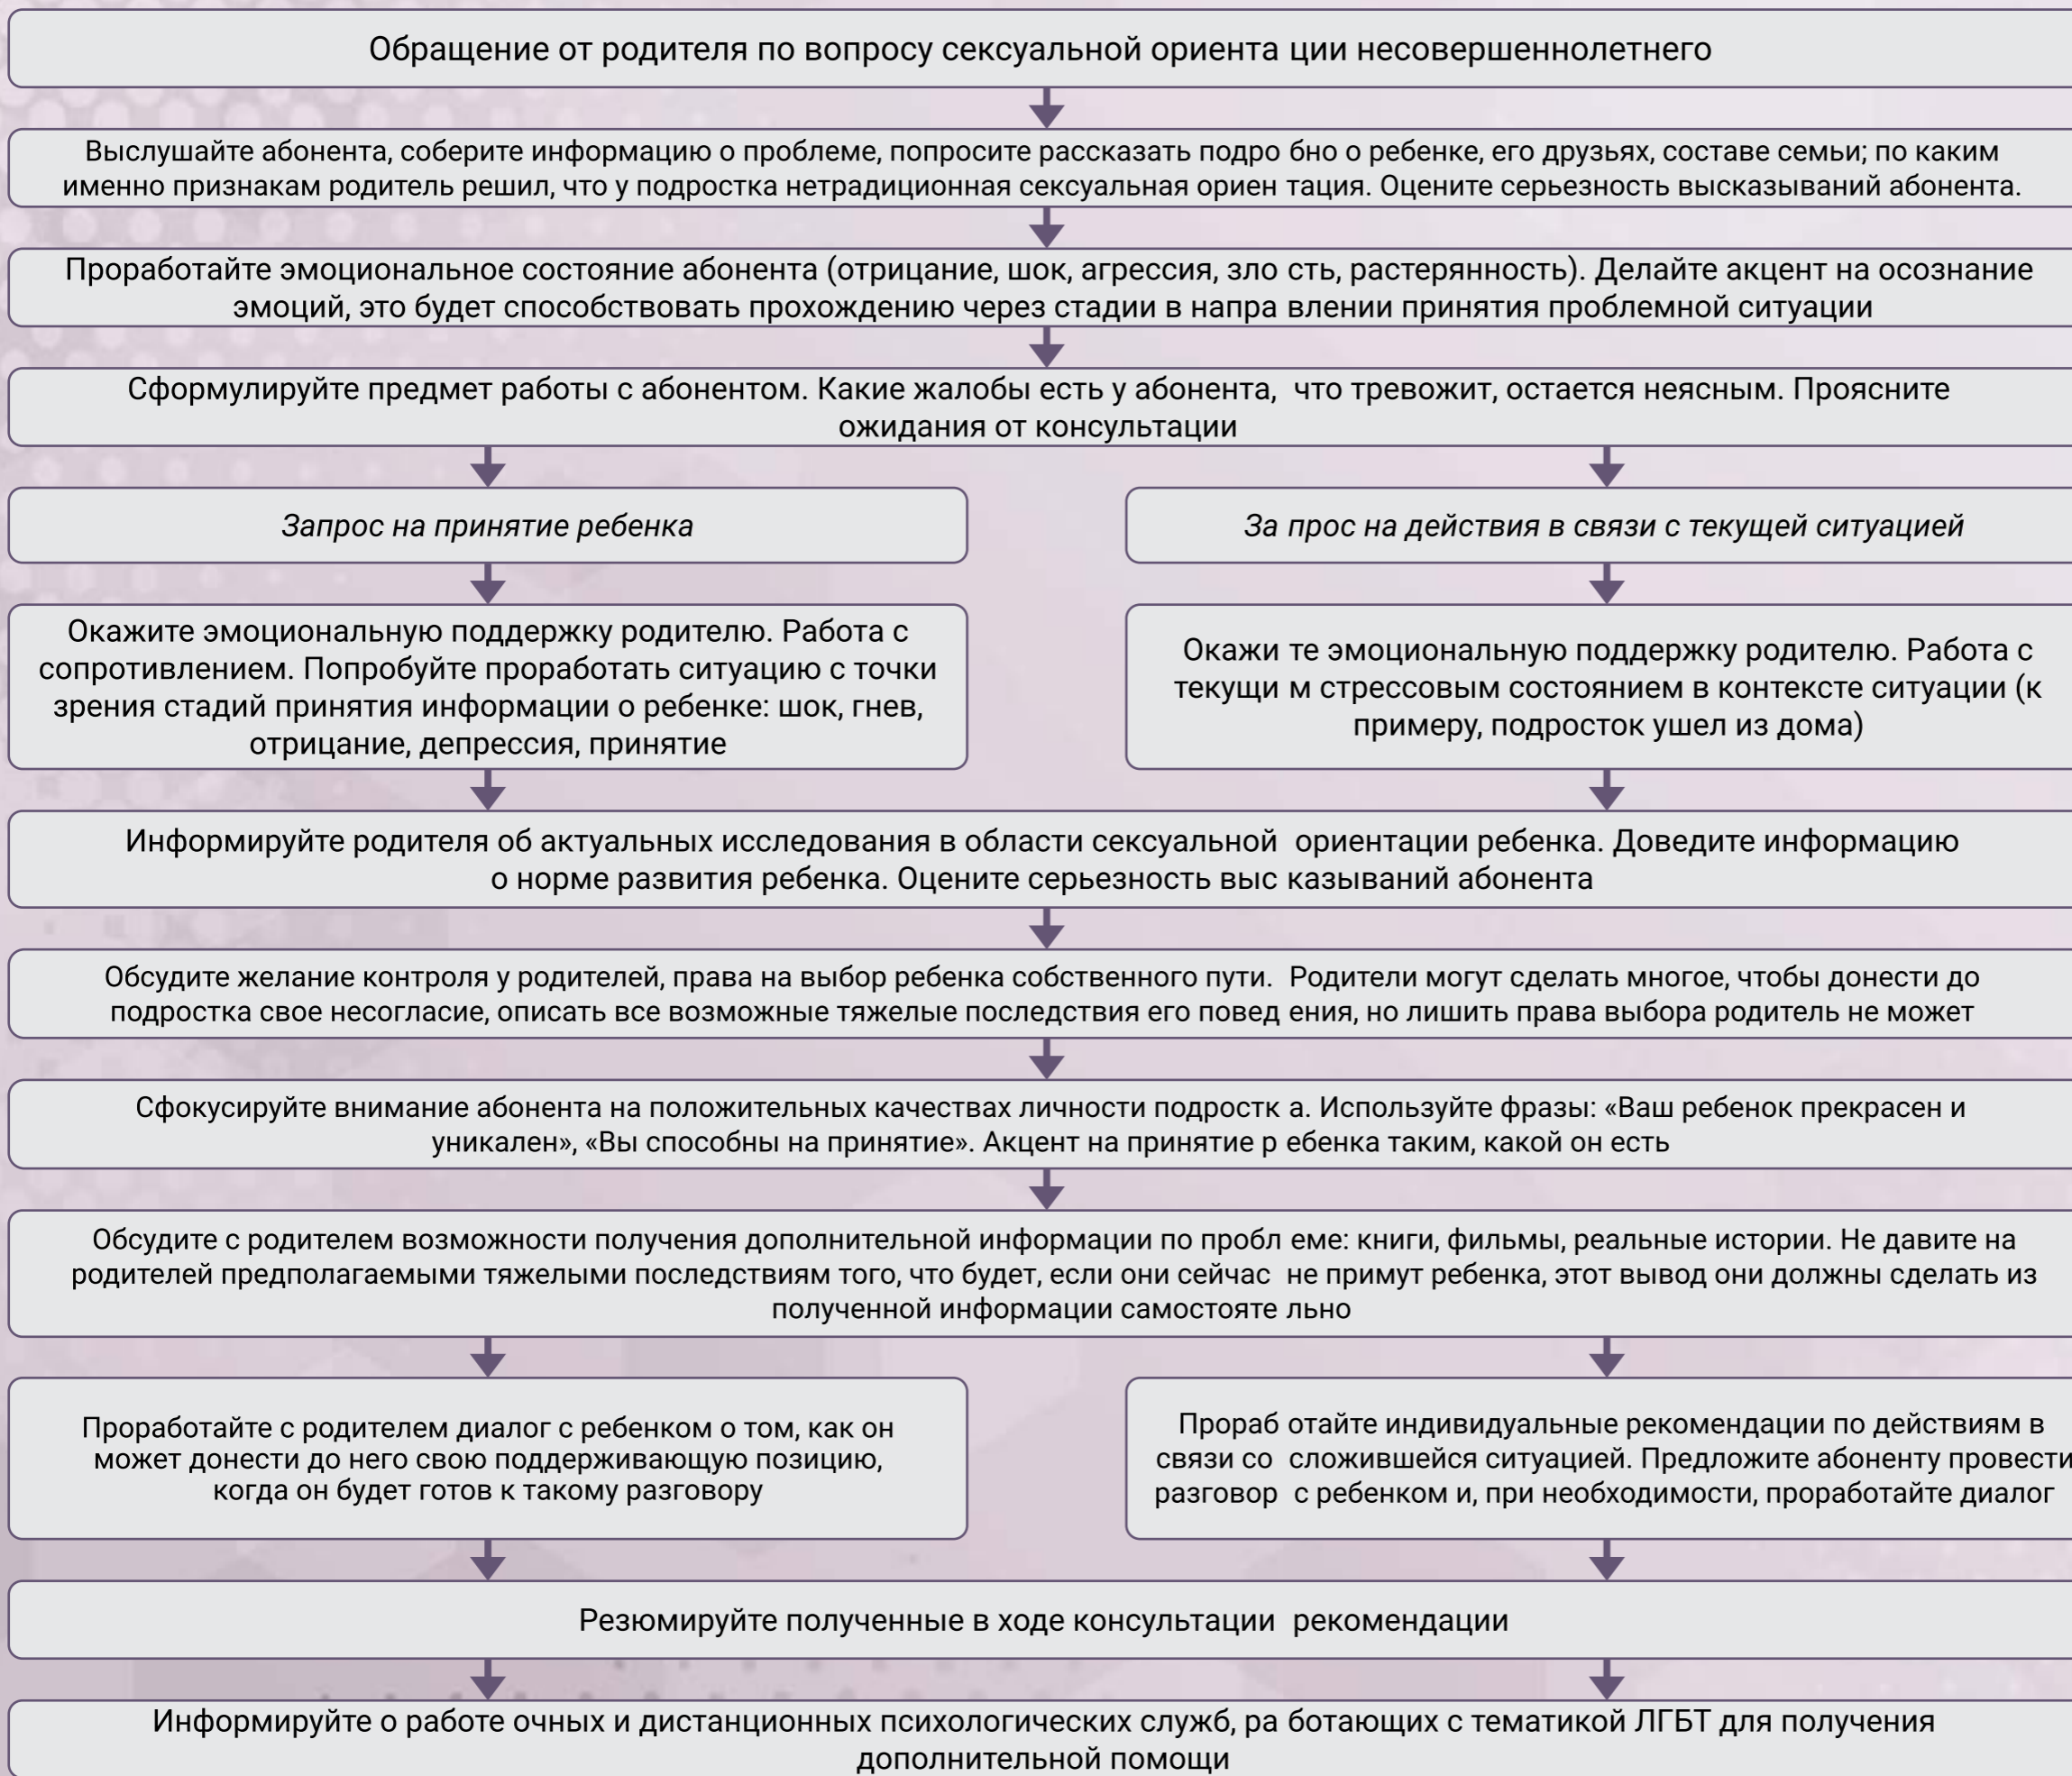 Обращение от родителя по вопросу сексуальной ориента ции несовершеннолетнего
Выслушайте абонента, соберите информацию о проблеме, попросите рассказать подро бно о ребенке, его друзьях, составе семьи; по каким
именно признакам родитель решил, что у подростка нетрадиционная сексуальная ориен тация. Оцените серьезность высказываний абонента.
Проработайте эмоциональное состояние абонента (отрицание, шок, агрессия, зло сть, растерянность). Делайте акцент на осознание
эмоций, это будет способствовать прохождению через стадии в напра влении принятия проблемной ситуации
Сформулируйте предмет работы с абонентом. Какие жалобы есть у абонента, что тревожит, остается неясным. Проясните
ожидания от консультации
Запрос на принятие ребенка
За прос на действия в связи с текущей ситуацией
Окажите эмоциональную поддержку родителю. Работа с
сопротивлением. Попробуйте проработать ситуацию с точки
зрения стадий принятия информации о ребенке: шок, гнев,
отрицание, депрессия, принятие
Окажи те эмоциональную поддержку родителю. Работа с
текущи м стрессовым состоянием в контексте ситуации (к
примеру, подросток ушел из дома)
Информируйте родителя об актуальных исследования в области сексуальной ориентации ребенка. Доведите информацию
о норме развития ребенка. Оцените серьезность выс казываний абонента
Обсудите желание контроля у родителей, права на выбор ребенка собственного пути. Родители могут сделать многое, чтобы донести до
подростка свое несогласие, описать все возможные тяжелые последствия его повед ения, но лишить права выбора родитель не может
Сфокусируйте внимание абонента на положительных качествах личности подростк а. Используйте фразы: «Ваш ребенок прекрасен и
уникален», «Вы способны на принятие». Акцент на принятие р ебенка таким, какой он есть
Обсудите с родителем возможности получения дополнительной информации по пробл еме: книги, фильмы, реальные истории. Не давите на
родителей предполагаемыми тяжелыми последствиям того, что будет, если они сейчас не примут ребенка, этот вывод они должны сделать из
полученной информации самостояте льно
Проработайте с родителем диалог с ребенком о том, как он
может донести до него свою поддерживающую позицию,
когда он будет готов к такому разговору
Прораб отайте индивидуальные рекомендации по действиям в
связи со сложившейся ситуацией. Предложите абоненту провести
разговор с ребенком и, при необходимости, проработайте диалог
Резюмируйте полученные в ходе консультации рекомендации
Информируйте о работе очных и дистанционных психологических служб, ра ботающих с тематикой ЛГБТ для получения
дополнительной помощи